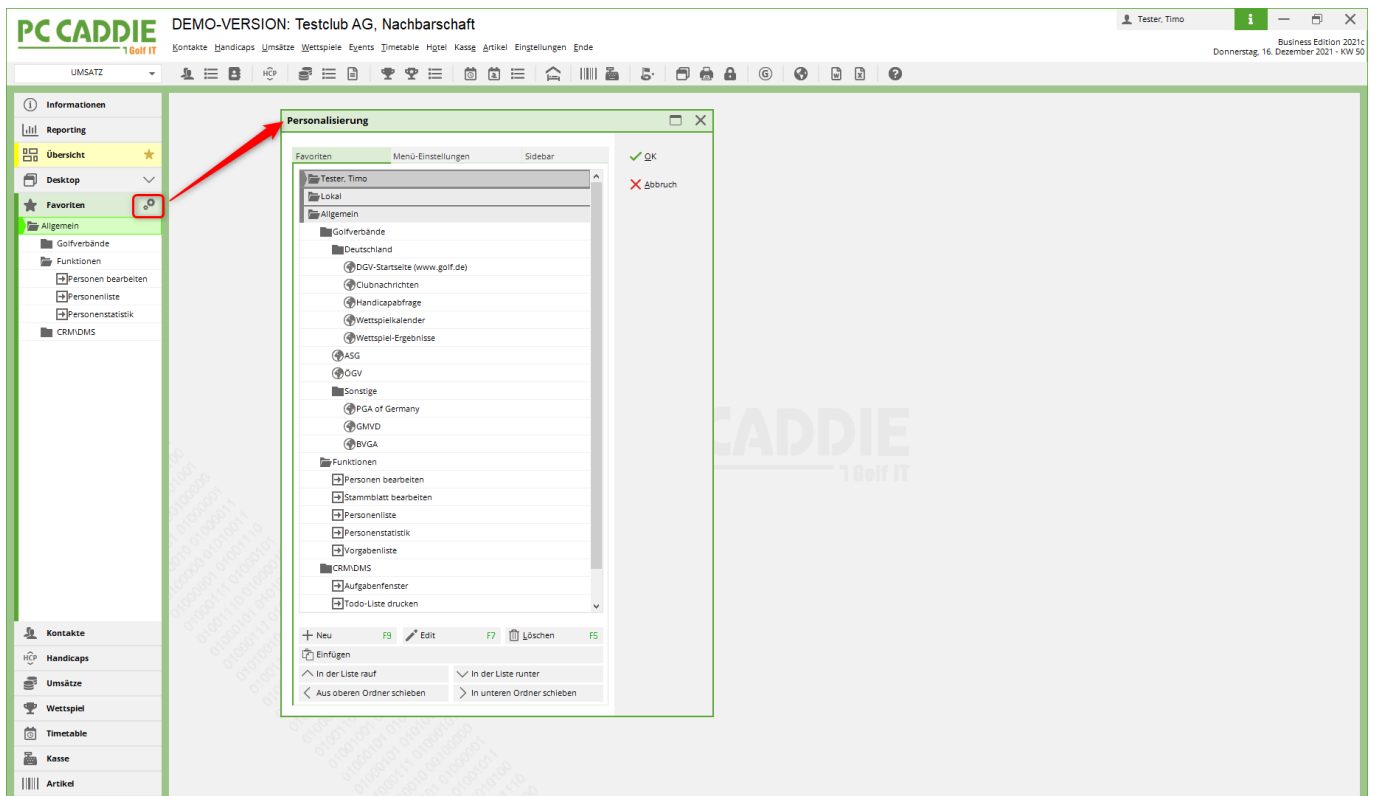 PC CADDIE
Golf IT
DEMO-VERSION: Testclub AG, Nachbarschaft
Tester, Timo
i
Kontakte Handicaps Umsätze Wettspiele Events Timetable Hotel Kasse Artikel Einstellungen Ende
Business Edition 2021c
Donnerstag, 16. Dezember 2021 - KW 50
UMSATZ
HCP
G
W
X
?
Informationen
Reporting
Übersicht
Desktop
Favoriten
Allgemein
Golfverbände
Funktionen
Personen bearbeiten
Personenliste
Personenstatistik
CRM\DMS
Kontakte
HCP Handicaps
Umsätze
Wettspiel
Timetable
Kasse
Artikel
Personalisierung
Favoriten Menü-Einstellungen Sidebar
OK
Abbruch
Tester, Timo
Lokal
Allgemein
Golfverbände
Deutschland
DGV-Startseite (www.golf.de)
Clubnachrichten
Handicapabfrage
Wettspielkalender
Wettspiel-Ergebnisse
ASG
ÖGV
Sonstige
PGA of Germany
GMVD
BVGA
Funktionen
Personen bearbeiten
Stammblatt bearbeiten
Personenliste
Personenstatistik
Vorgabenliste
CRM\DMS
Aufgabenfenster
Todo-Liste drucken
Neu F9 Edit F7 Löschen F5
Einfügen
In der Liste rauf In der Liste runter
Aus oberen Ordner schieben In unteren Ordner schieben
CADDIE
Golf IT